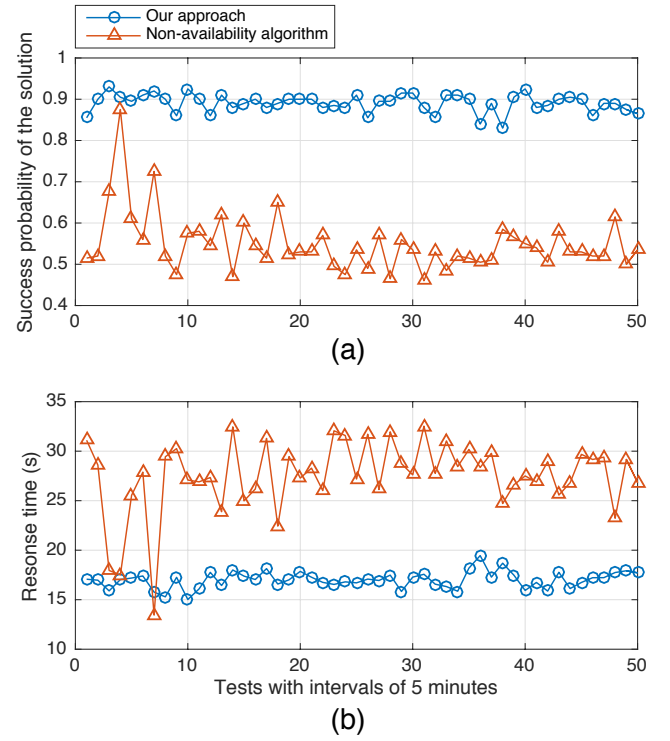 Our approach
Non-availability algorithm
Success probability of the solution
1
0.9
0.8
0.7
0.6
0.5
0.4
0 10 20 30 40 50
(a)
Resonse time (s)
35
30
25
20
15
10
0 10 20 30 40 50
Tests with intervals of 5 minutes
(b)